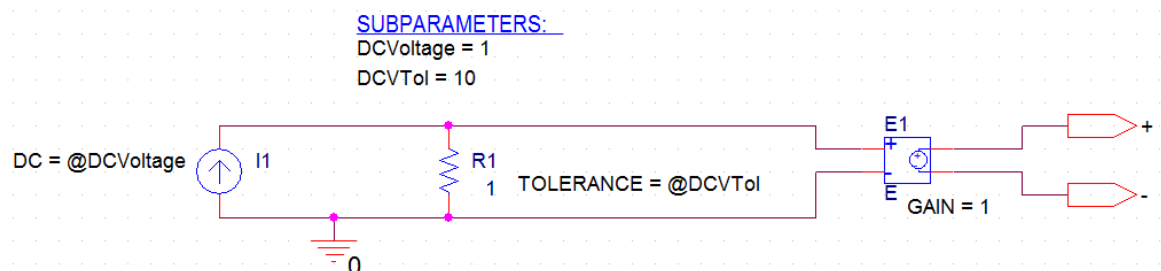 SUBPARAMETERS:
DCVoltage = 1
DCVTol = 10
DC = @DCVoltage
I1
R1
1
TOLERANCE = @DCVTol
E1
+
-
E
GAIN = 1
+
-
0